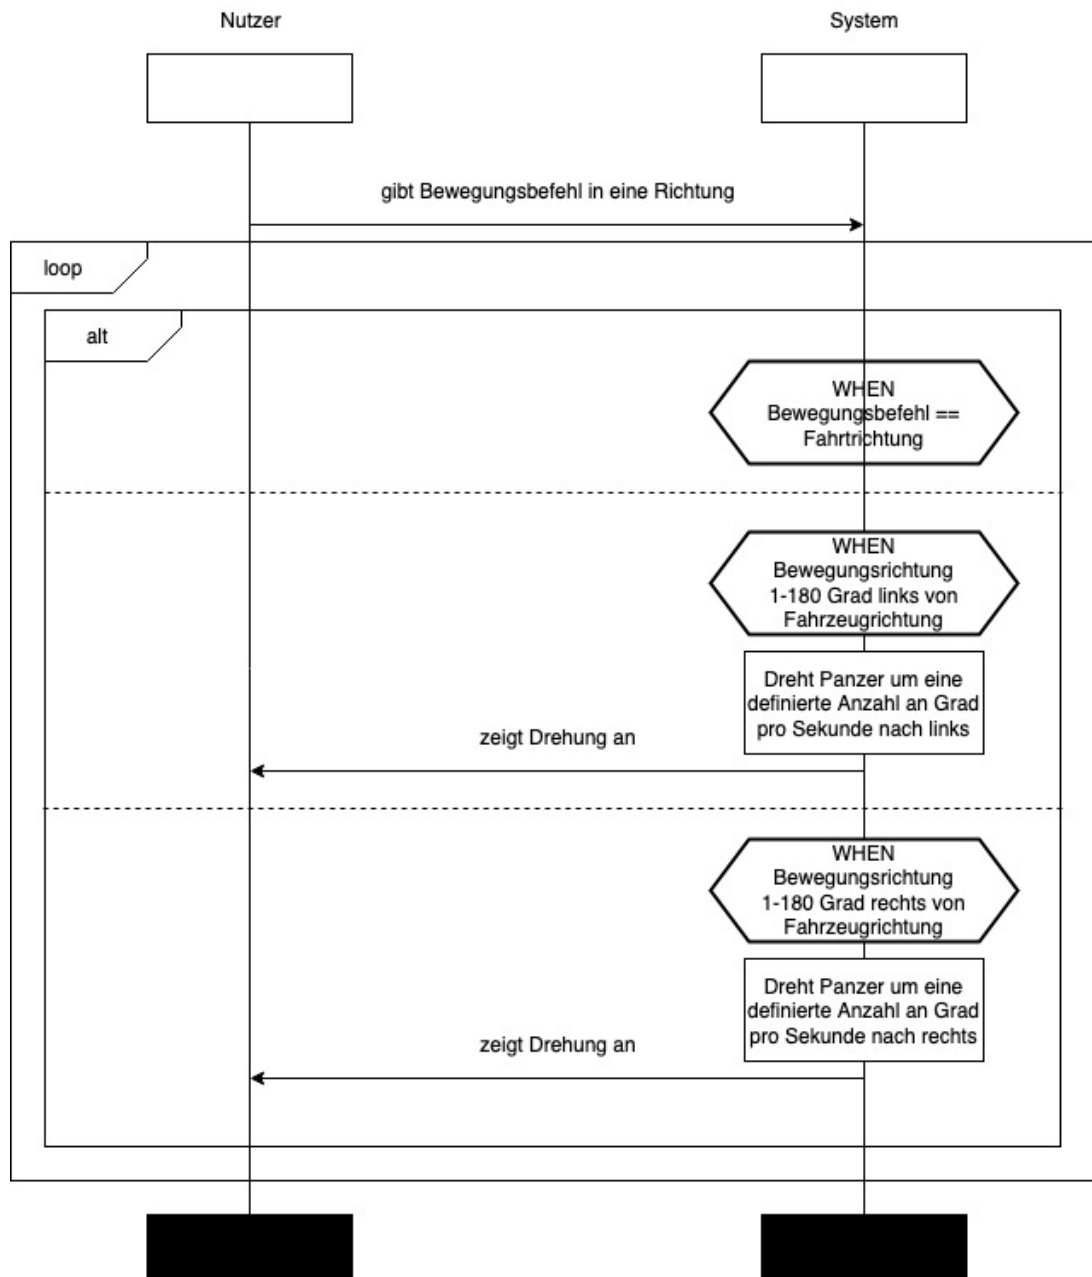 Nutzer
System
gibt Bewegungsbefehl in eine Richtung
loop
alt
WHEN
Bewegungsbefehl ==
Fahrtrichtung
WHEN
Bewegungsrichtung
1-180 Grad links von
Fahrzeugrichtung
Dreht Panzer um eine
definierte Anzahl an Grad
pro Sekunde nach links
zeigt Drehung an
WHEN
Bewegungsrichtung
1-180 Grad rechts von
Fahrzeugrichtung
Dreht Panzer um eine
definierte Anzahl an Grad
pro Sekunde nach rechts
zeigt Drehung an